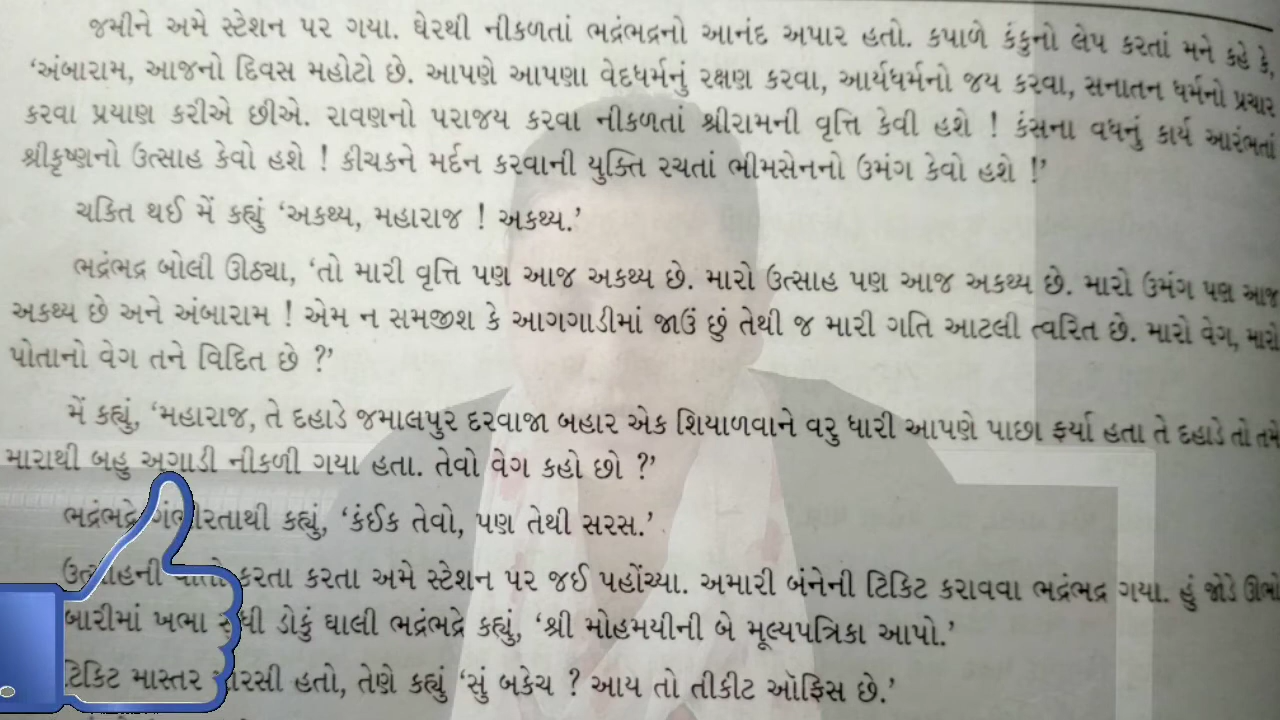 જમીને અમે સ્ટેશન પર ગયા. ઘેરથી નીકળતાં ભદ્રંભદ્રનો આનંદ અપાર હતો. કપાળે કંકુનો લેપ કરતાં મને કહે કે,
‘અંબારામ, આજનો દિવસ મહોટો છે. આપણે આપણા વેદધર્મનું રક્ષણ કરવા, આર્યધર્મનો જય કરવા, સનાતન ધર્મનો પ્રચાર
કરવા પ્રયાણ કરીએ છીએ. રાવણનો પરાજય કરવા નીકળતાં શ્રીરામની વૃત્તિ કેવી હશે ! કંસના વધનું કાર્ય આરંભતાં
શ્રીકૃષ્ણનો ઉત્સાહ કેવો હશે ! કીચકને મર્દન કરવાની યુક્તિ રચતાં ભીમસેનનો ઉમંગ કેવો હશે !’
ચકિત થઈ મેં કહ્યું ‘અકથ્ય, મહારાજ ! અકથ્ય.’
ભદ્રંભદ્ર બોલી ઊઠ્યા, ‘તો મારી વૃત્તિ પણ આજ અકથ્ય છે. મારો ઉત્સાહ પણ આજ અકથ્ય છે. મારો ઉમંગ પણ આજ
અકથ્ય છે અને અંબારામ ! એમ ન સમજીશ કે આગગાડીમાં જાઉં છું તેથી જ મારી ગતિ આટલી ત્વરિત છે. મારો વેગ, મારો
પોતાનો વેગ તને વિદિત છે ?’
મેં કહ્યું, ‘મહારાજ, તે દહાડે જમાલપુર દરવાજા બહાર એક શિયાળવાને વરુ ધારી આપણે પાછા ફર્યા હતા તે દહાડે તો તમે
મારાથી બહુ અગાડી નીકળી ગયા હતા. તેવો વેગ કહો છો ?’
ભદ્રંભદ્રે ગંભીરતાથી કહ્યું, ‘કંઈક તેવો, પણ તેથી સરસ.’
ઉત્સાહની વાતો કરતા કરતા અમે સ્ટેશન પર જઈ પહોંચ્યા. અમારી બંનેની ટિકિટ કરાવવા ભદ્રંભદ્ર ગયા. હું જોડે ઊભો
બારીમાં ખભા સુધી ડોકું ઘાલી ભદ્રંભદ્રે કહ્યું, ‘શ્રી મોહમયીની બે મૂલ્યપત્રિકા આપો.’
ટિકિટ માસ્તર પારસી હતો, તેણે કહ્યું ‘સું બકેચ ? આય તો તીકીટ ઑફિસ છે.’